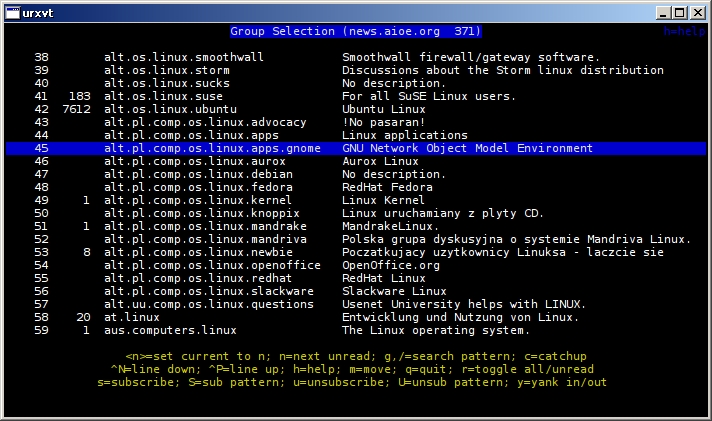 urxvt
Group Selection (news.aioe.org 371) h=help
38 alt.os.linux.smoothwall Smoothwall firewall/gateway software.
39 alt.os.linux.storm Discussions about the Storm linux distribution
40 alt.os.linux.sucks No description.
41 183 alt.os.linux.suse For all SuSE Linux users.
42 7612 alt.os.linux.ubuntu Ubuntu Linux
43 alt.pl.comp.os.linux.advocacy !No pasaran!
44 alt.pl.comp.os.linux.apps Linux applications
45 alt.pl.comp.os.linux.apps.gnome GNU Network Object Model Environment
46 alt.pl.comp.os.linux.aurox Aurox Linux
47 alt.pl.comp.os.linux.debian No description.
48 alt.pl.comp.os.linux.fedora RedHat Fedora
49 1 alt.pl.comp.os.linux.kernel Linux Kernel
50 alt.pl.comp.os.linux.knoppix Linux uruchamiany z plyty CD.
51 1 alt.pl.comp.os.linux.mandrake MandrakeLinux.
52 alt.pl.comp.os.linux.mandriva Polska grupa dyskusyjna o systemie Mandriva Linux.
53 8 alt.pl.comp.os.linux.newbie Poczatkujacy uzytkownicy Linuksa - laczcie sie
54 alt.pl.comp.os.linux.openoffice OpenOffice.org
55 alt.pl.comp.os.linux.redhat RedHat Linux
56 alt.pl.comp.os.linux.slackware Slackware Linux
57 alt.uu.comp.os.linux.questions Usenet University helps with LINUX.
58 20 at.linux Entwicklung und Nutzung von Linux.
59 1 aus.computers.linux The Linux operating system.
<n>=set current to n; n=next unread; g,/=search pattern; c=catchup
^N=line down; ^P=line up; h=help; m=move; q=quit; r=toggle all/unread
s=subscribe; S=sub pattern; u=unsubscribe; U=unsub pattern; y=yank in/out